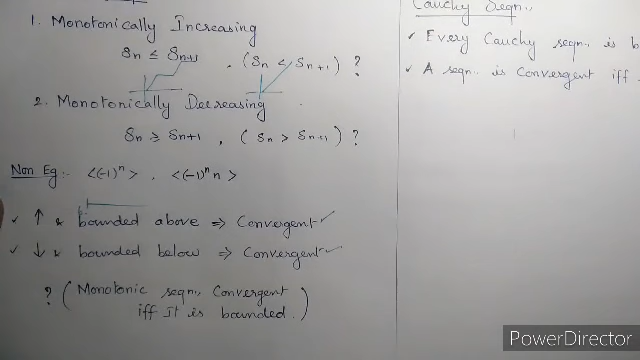 1. Monotonically Increasing
Sn ≤ Sn+1 , (Sn < Sn+1) ?
2. Monotonically Decreasing
Sn ≥ Sn+1 , (Sn > Sn+1) ?
Non Eg:- <(-1)^n> , <(-1)^n n>
✓ ↑ & bounded above ⇒ Convergent ✓
✓ ↓ & bounded below ⇒ Convergent ✓
? (Monotonic seqn., Convergent
iff It is bounded.)
Cauchy Seqn.,
✓ Every Cauchy seqn., is b
✓ A seqn., is Convergent iff
PowerDirector